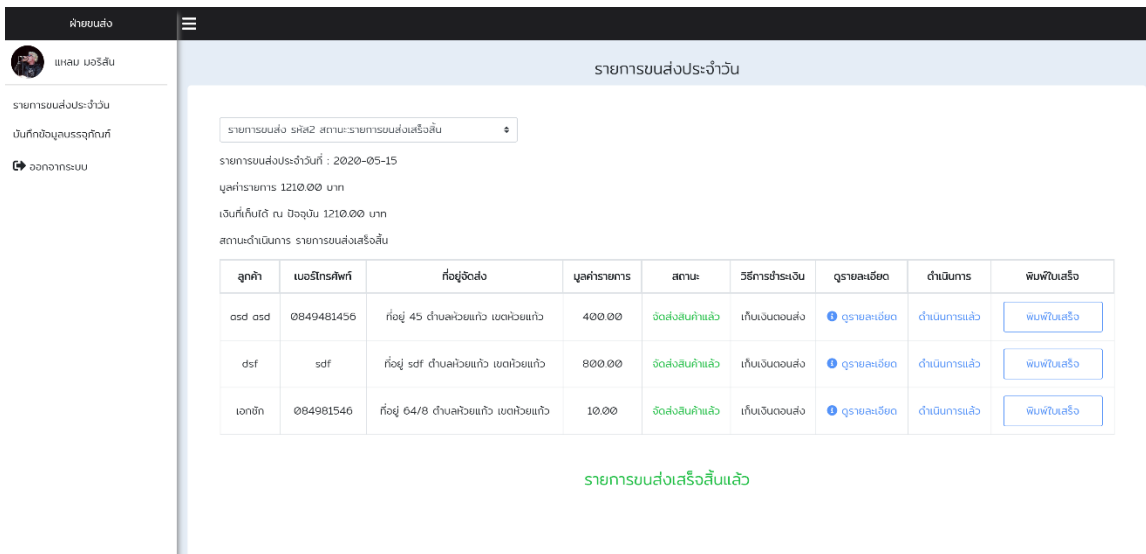 ฝ่ายขนส่ง
แหลม มอริสัน
รายการขนส่งประจำวัน
บันทึกข้อมูลบรรจุภัณฑ์
ออกจากระบบ
รายการขนส่งประจำวัน
รายการขนส่ง รหัส2 สถานะ:รายการขนส่งเสร็จสิ้น
รายการขนส่งประจำวันที่ : 2020-05-15
มูลค่ารายการ 1210.00 บาท
เงินที่เก็บได้ ณ ปัจจุบัน 1210.00 บาท
สถานะดำเนินการ รายการขนส่งเสร็จสิ้น
ลูกค้า เบอร์โทรศัพท์ ที่อยู่จัดส่ง มูลค่ารายการ สถานะ วิธีการชำระเงิน ดูรายละเอียด ดำเนินการ พิมพ์ใบเสร็จ
asd asd 0849481456 ที่อยู่ 45 ตำบลห้วยแก้ว เขตห้วยแก้ว 400.00 จัดส่งสินค้าแล้ว เก็บเงินตอนส่ง ดูรายละเอียด ดำเนินการแล้ว พิมพ์ใบเสร็จ
dsf sdf ที่อยู่ sdf ตำบลห้วยแก้ว เขตห้วยแก้ว 800.00 จัดส่งสินค้าแล้ว เก็บเงินตอนส่ง ดูรายละเอียด ดำเนินการแล้ว พิมพ์ใบเสร็จ
เอกชัก 084981546 ที่อยู่ 64/8 ตำบลห้วยแก้ว เขตห้วยแก้ว 10.00 จัดส่งสินค้าแล้ว เก็บเงินตอนส่ง ดูรายละเอียด ดำเนินการแล้ว พิมพ์ใบเสร็จ
รายการขนส่งเสร็จสิ้นแล้ว